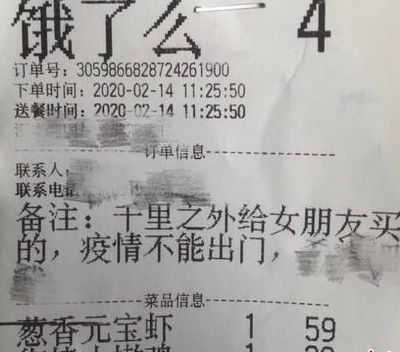 饿了么 4
订单号: 3059866828724261900
下单时间: 2020-02-14 11:25:50
送餐时间: 2020-02-14 11:25:50
订单信息
联系人
联系电话
备注: 千里之外给女朋友买
的, 疫情不能出门,
菜品信息
葱香元宝虾 1 59